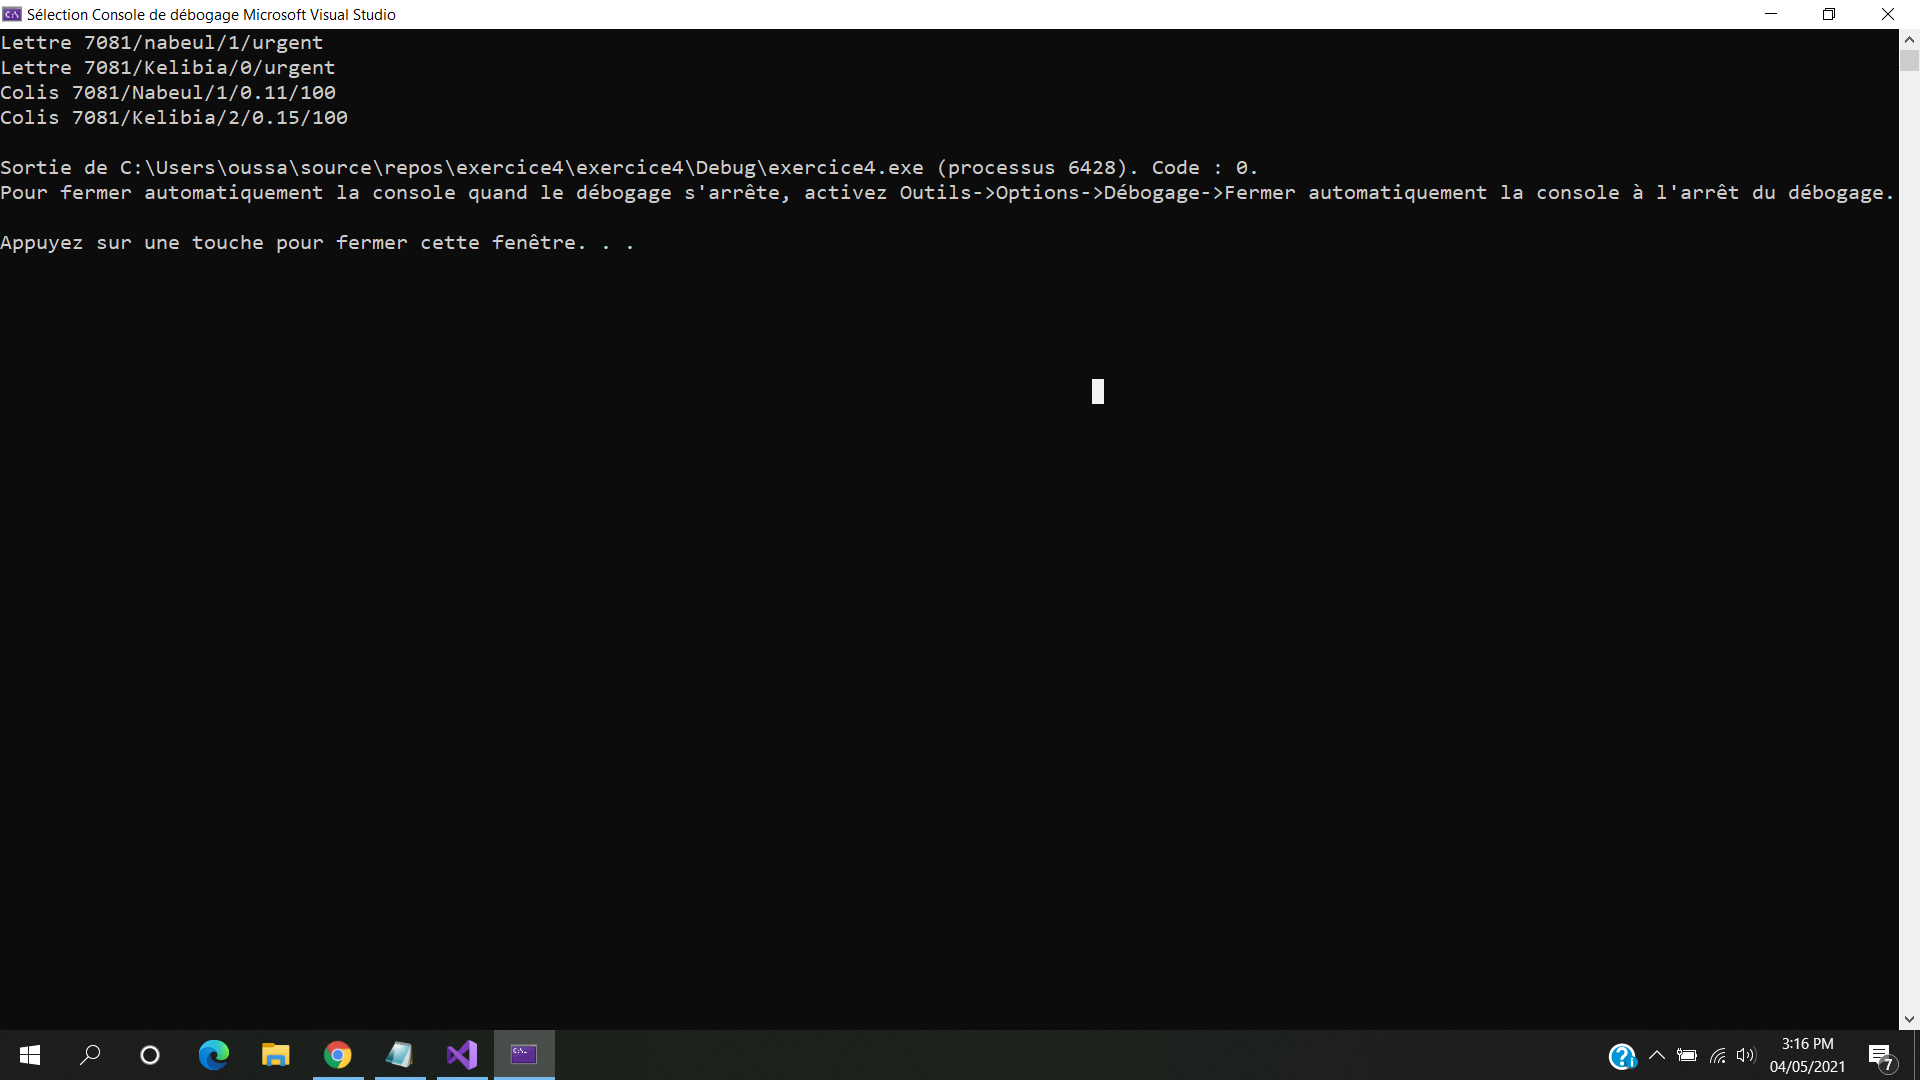 Sélection Console de débogage Microsoft Visual Studio
Lettre 7081/nabeul/1/urgent
Lettre 7081/Kelibia/0/urgent
Colis 7081/Nabeul/1/0.11/100
Colis 7081/Kelibia/2/0.15/100
Sortie de C:\Users\oussa\source\repos\exercice4\exercice4\Debug\exercice4.exe (processus 6428). Code : 0.
Pour fermer automatiquement la console quand le débogage s'arrête, activez Outils->Options->Débogage->Fermer automatiquement la console à l'arrêt du débogage.
Appuyez sur une touche pour fermer cette fenêtre. . .
3:16 PM
04/05/2021
7